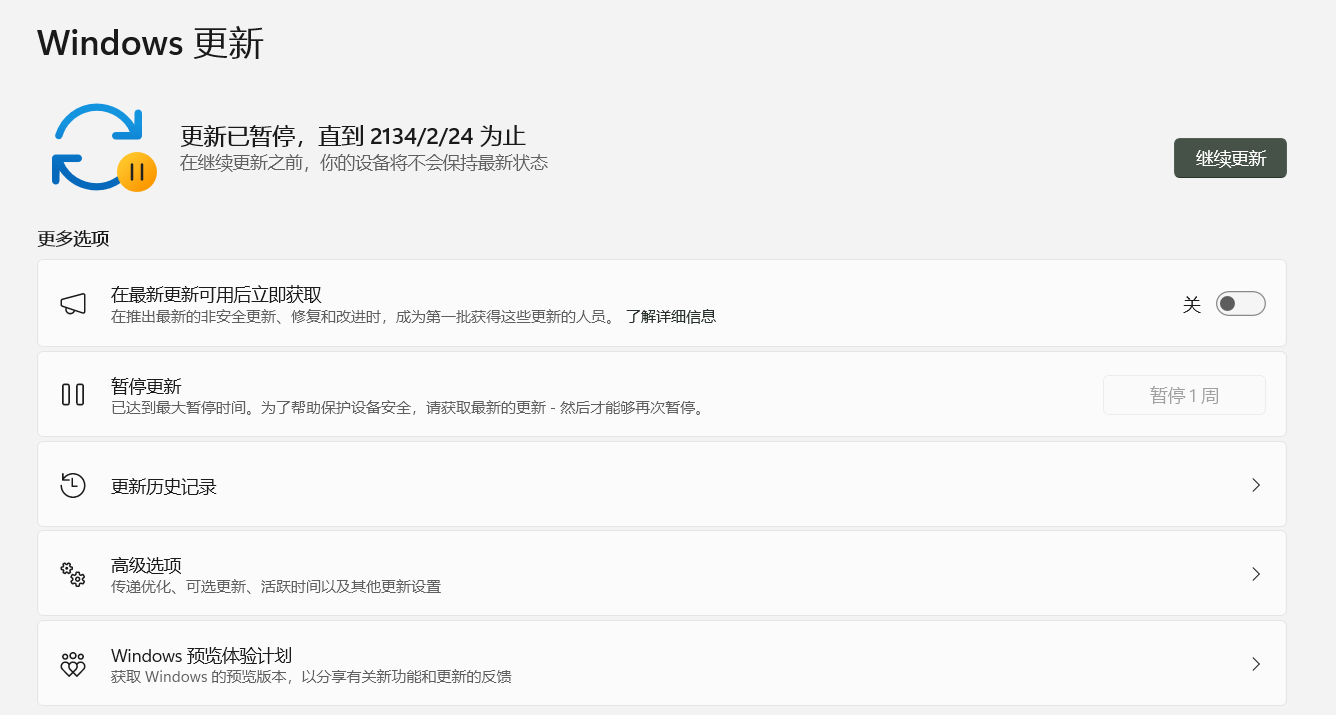 Windows 更新
更新已暂停，直到 2134/2/24 为止
在继续更新之前，你的设备将不会保持最新状态
继续更新
更多选项
在最新更新可用后立即获取
在推出最新的非安全更新、修复和改进时，成为第一批获得这些更新的人员。 了解详细信息
关
暂停更新
已达到最大暂停时间。为了帮助保护设备安全，请获取最新的更新 - 然后才能够再次暂停。
暂停 1 周
更新历史记录
高级选项
传递优化、可选更新、活跃时间以及其他更新设置
Windows 预览体验计划
获取 Windows 的预览版本，以分享有关新功能和更新的反馈